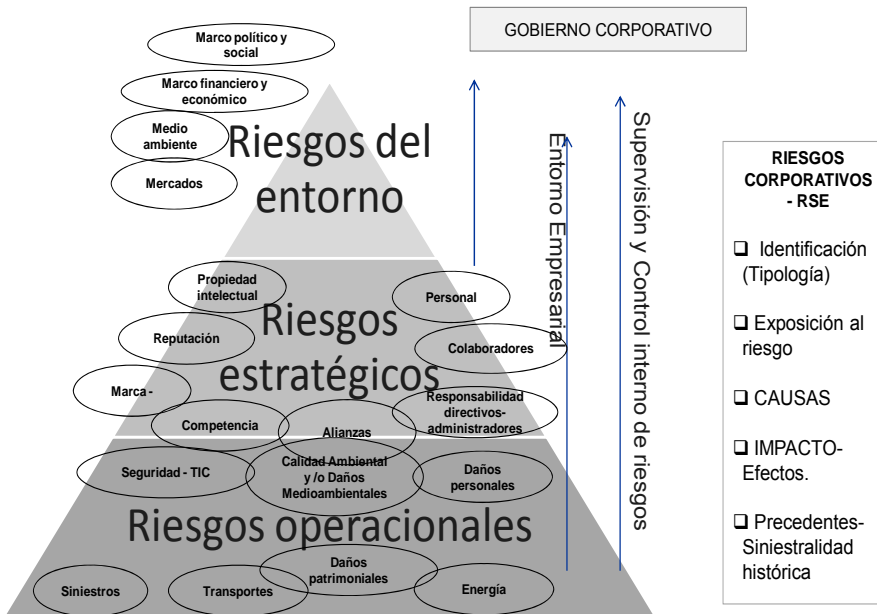 GOBIERNO CORPORATIVO
Marco político y
social
Marco financiero y
económico
Medio
ambiente
Mercados
Riesgos del
entorno
Propiedad
intelectual
Personal
Reputación
Riesgos
estratégicos
Colaboradores
Marca -
Competencia
Alianzas
Responsabilidad
directivos-
administradores
Seguridad - TIC
Calidad Ambiental
y /o Daños
Medioambientales
Daños
personales
Riesgos operacionales
Siniestros
Transportes
Daños
patrimoniales
Energía
Entorno Empresarial
Supervisión y Control interno de riesgos
RIESGOS
CORPORATIVOS
- RSE
❑ Identificación
(Tipología)
❑ Exposición al
riesgo
❑ CAUSAS
❑ IMPACTO-
Efectos.
❑ Precedentes-
Siniestralidad
histórica